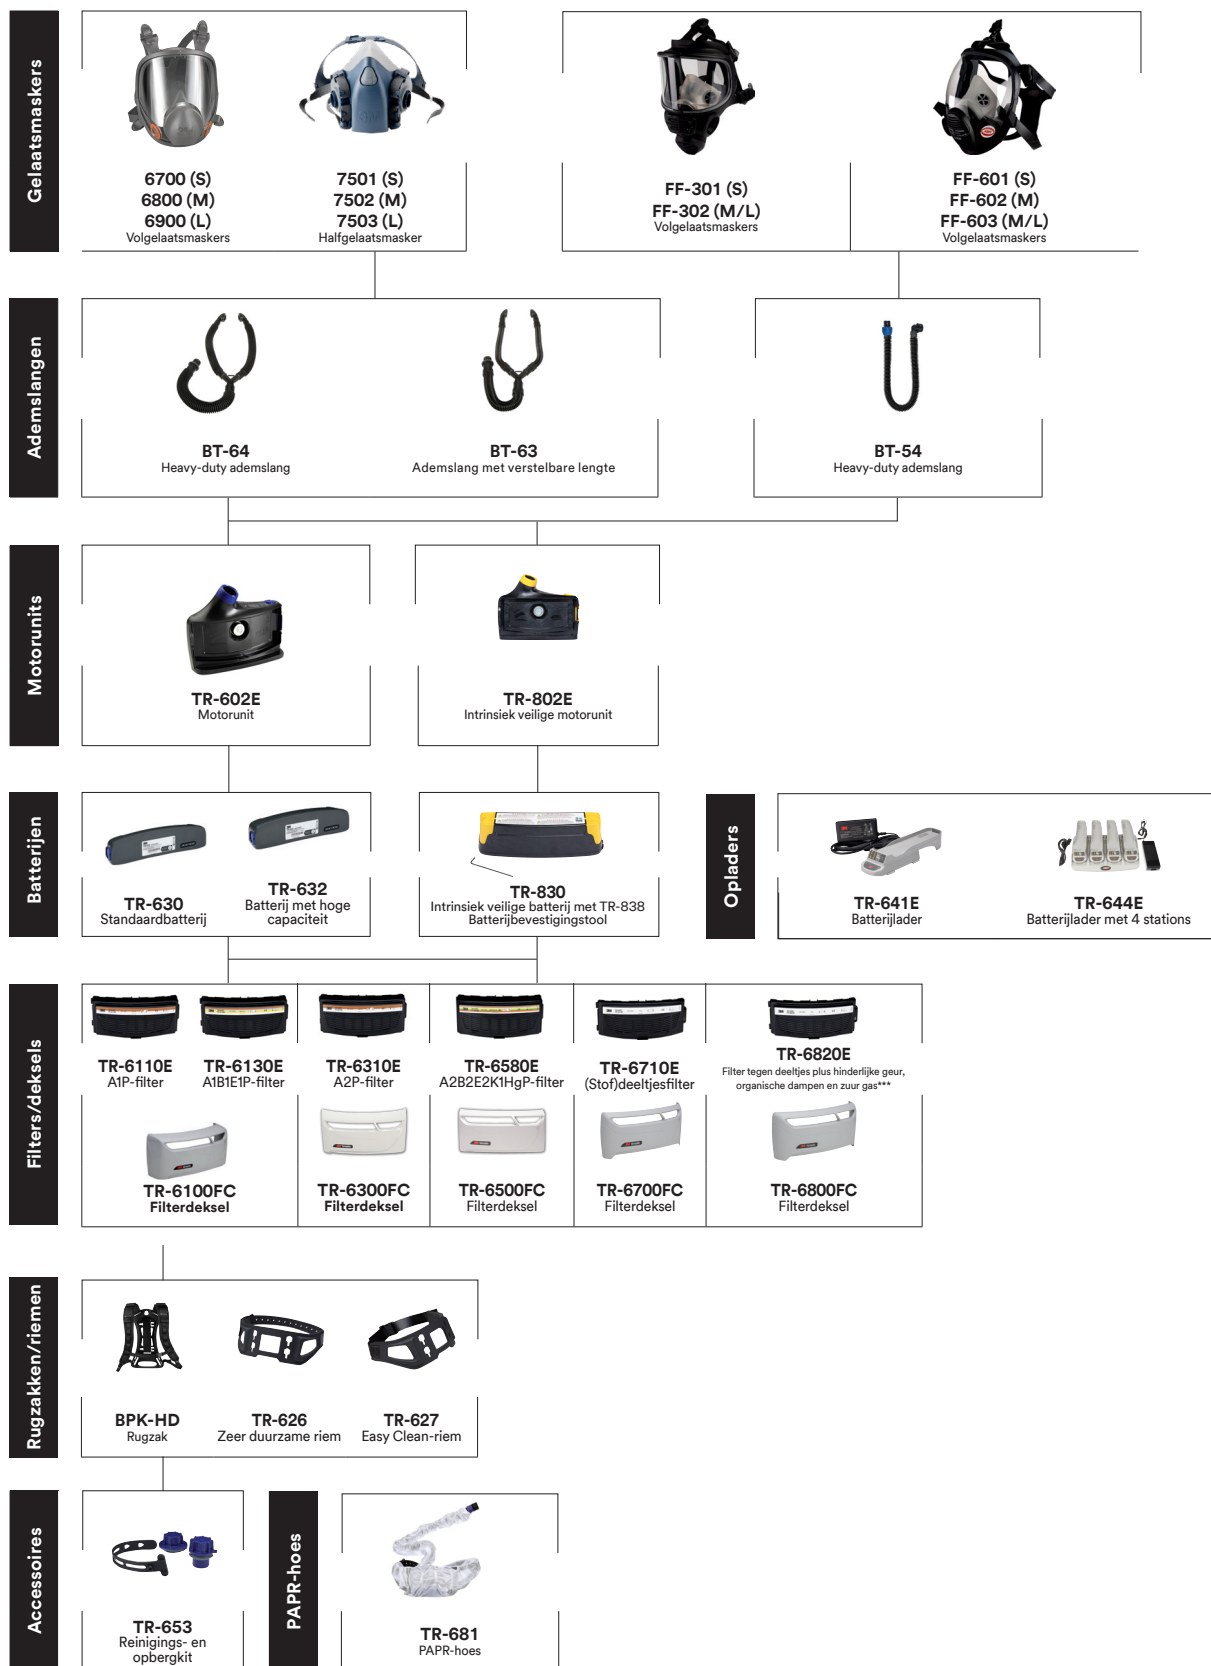 Gelaatsmaskers
6700 (S)
6800 (M)
6900 (L)
Volgelaatsmaskers
7501 (S)
7502 (M)
7503 (L)
Halfgelaatsmasker
FF-301 (S)
FF-302 (M/L)
Volgelaatsmaskers
FF-601 (S)
FF-602 (M)
FF-603 (M/L)
Volgelaatsmaskers
Ademslangen
BT-64
Heavy-duty ademslang
BT-63
Ademslang met verstelbare lengte
BT-54
Heavy-duty ademslang
Motorunits
TR-602E
Motorunit
TR-802E
Intrinsiek veilige motorunit
Batterijen
TR-630
Standaardbatterij
TR-632
Batterij met hoge
capaciteit
TR-830
Intrinsiek veilige batterij met TR-838
Batterijbevestigingstool
Opladers
TR-641E
Batterijlader
TR-644E
Batterijlader met 4 stations
Filters/deksels
TR-6110E
A1P-filter
TR-6130E
A1B1E1P-filter
TR-6310E
A2P-filter
TR-6580E
A2B2E2K1HgP-filter
TR-6710E
(Stof)deeltjesfilter
TR-6820E
Filter tegen deeltjes plus hinderlijke geur,
organische dampen en zuur gas***
TR-6100FC
Filterdeksel
TR-6300FC
Filterdeksel
TR-6500FC
Filterdeksel
TR-6700FC
Filterdeksel
TR-6800FC
Filterdeksel
Rugzakken/riemen
BPK-HD
Rugzak
TR-626
Zeer duurzame riem
TR-627
Easy Clean-riem
Accessoires
TR-653
Reinigings- en
opbergkit
PAPR-hoes
TR-681
PAPR-hoes